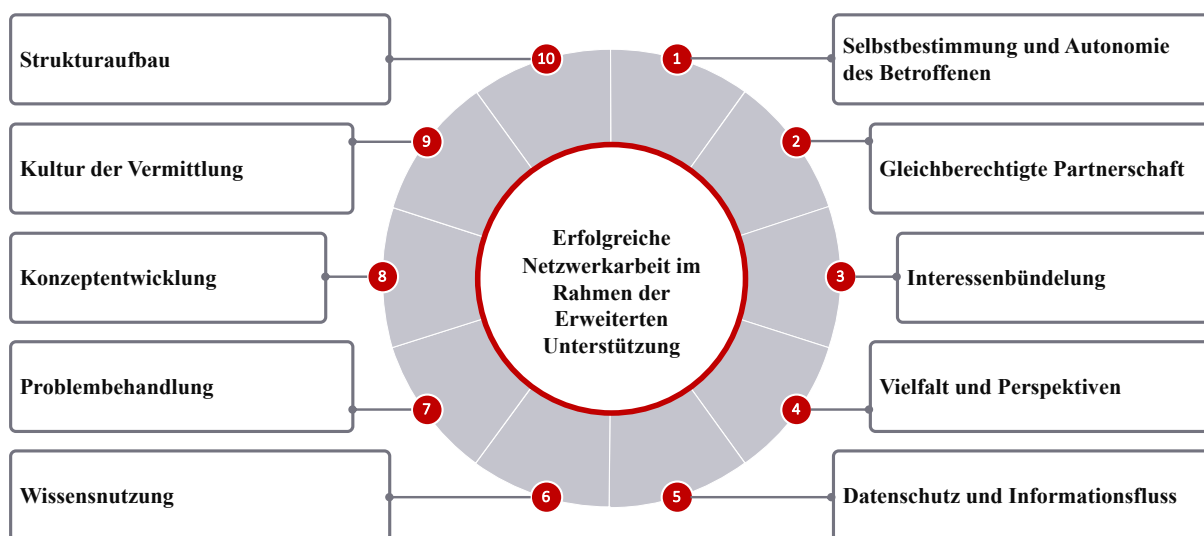 Strukturaufbau
10
1
Selbstbestimmung und Autonomie
des Betroffenen
Kultur der Vermittlung
9
2
Gleichberechtigte Partnerschaft
Konzeptentwicklung
8
Erfolgreiche
Netzwerkarbeit im
Rahmen der
Erweiterten
Unterstützung
3
Interessenbündelung
Problembehandlung
7
4
Vielfalt und Perspektiven
Wissensnutzung
6
5
Datenschutz und Informationsfluss